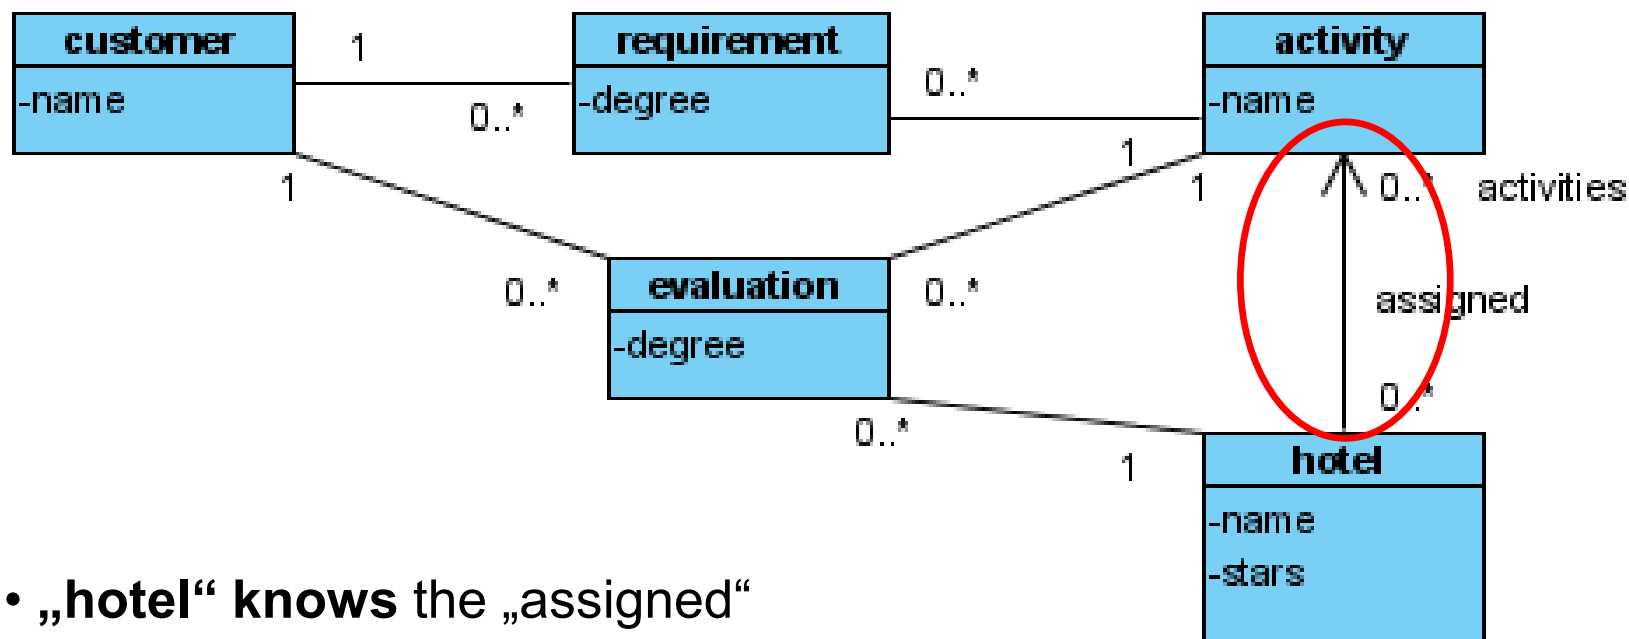 customer
-name
1
0..*
requirement
-degree
0..*
1
activity
-name
1
0..*
evaluation
-degree
1
0..*
0..*
1
0..* activities
assigned
0..*
hotel
-name
-stars
• „hotel“ knows the „assigned“